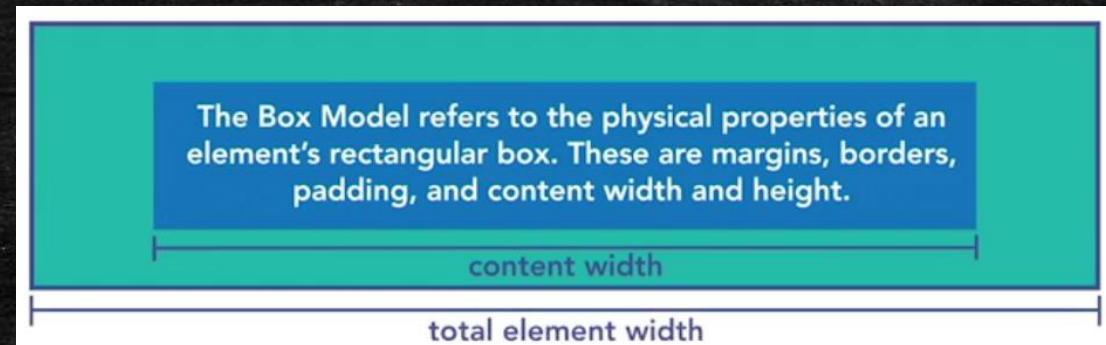 The Box Model refers to the physical properties of an
element's rectangular box. These are margins, borders,
padding, and content width and height.
content width
total element width